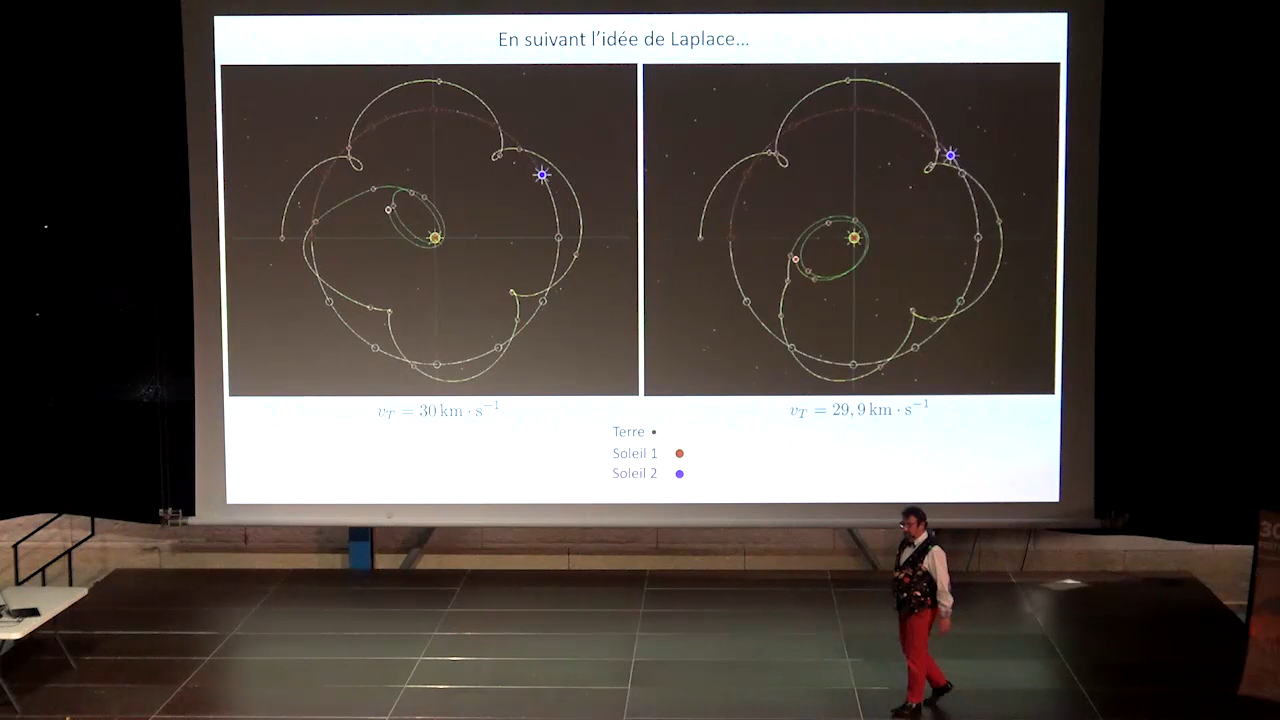 En suivant l'idée de Laplace...
v_T = 30 km · s⁻¹
v_T = 29, 9 km · s⁻¹
Terre
Soleil 1
Soleil 2
30